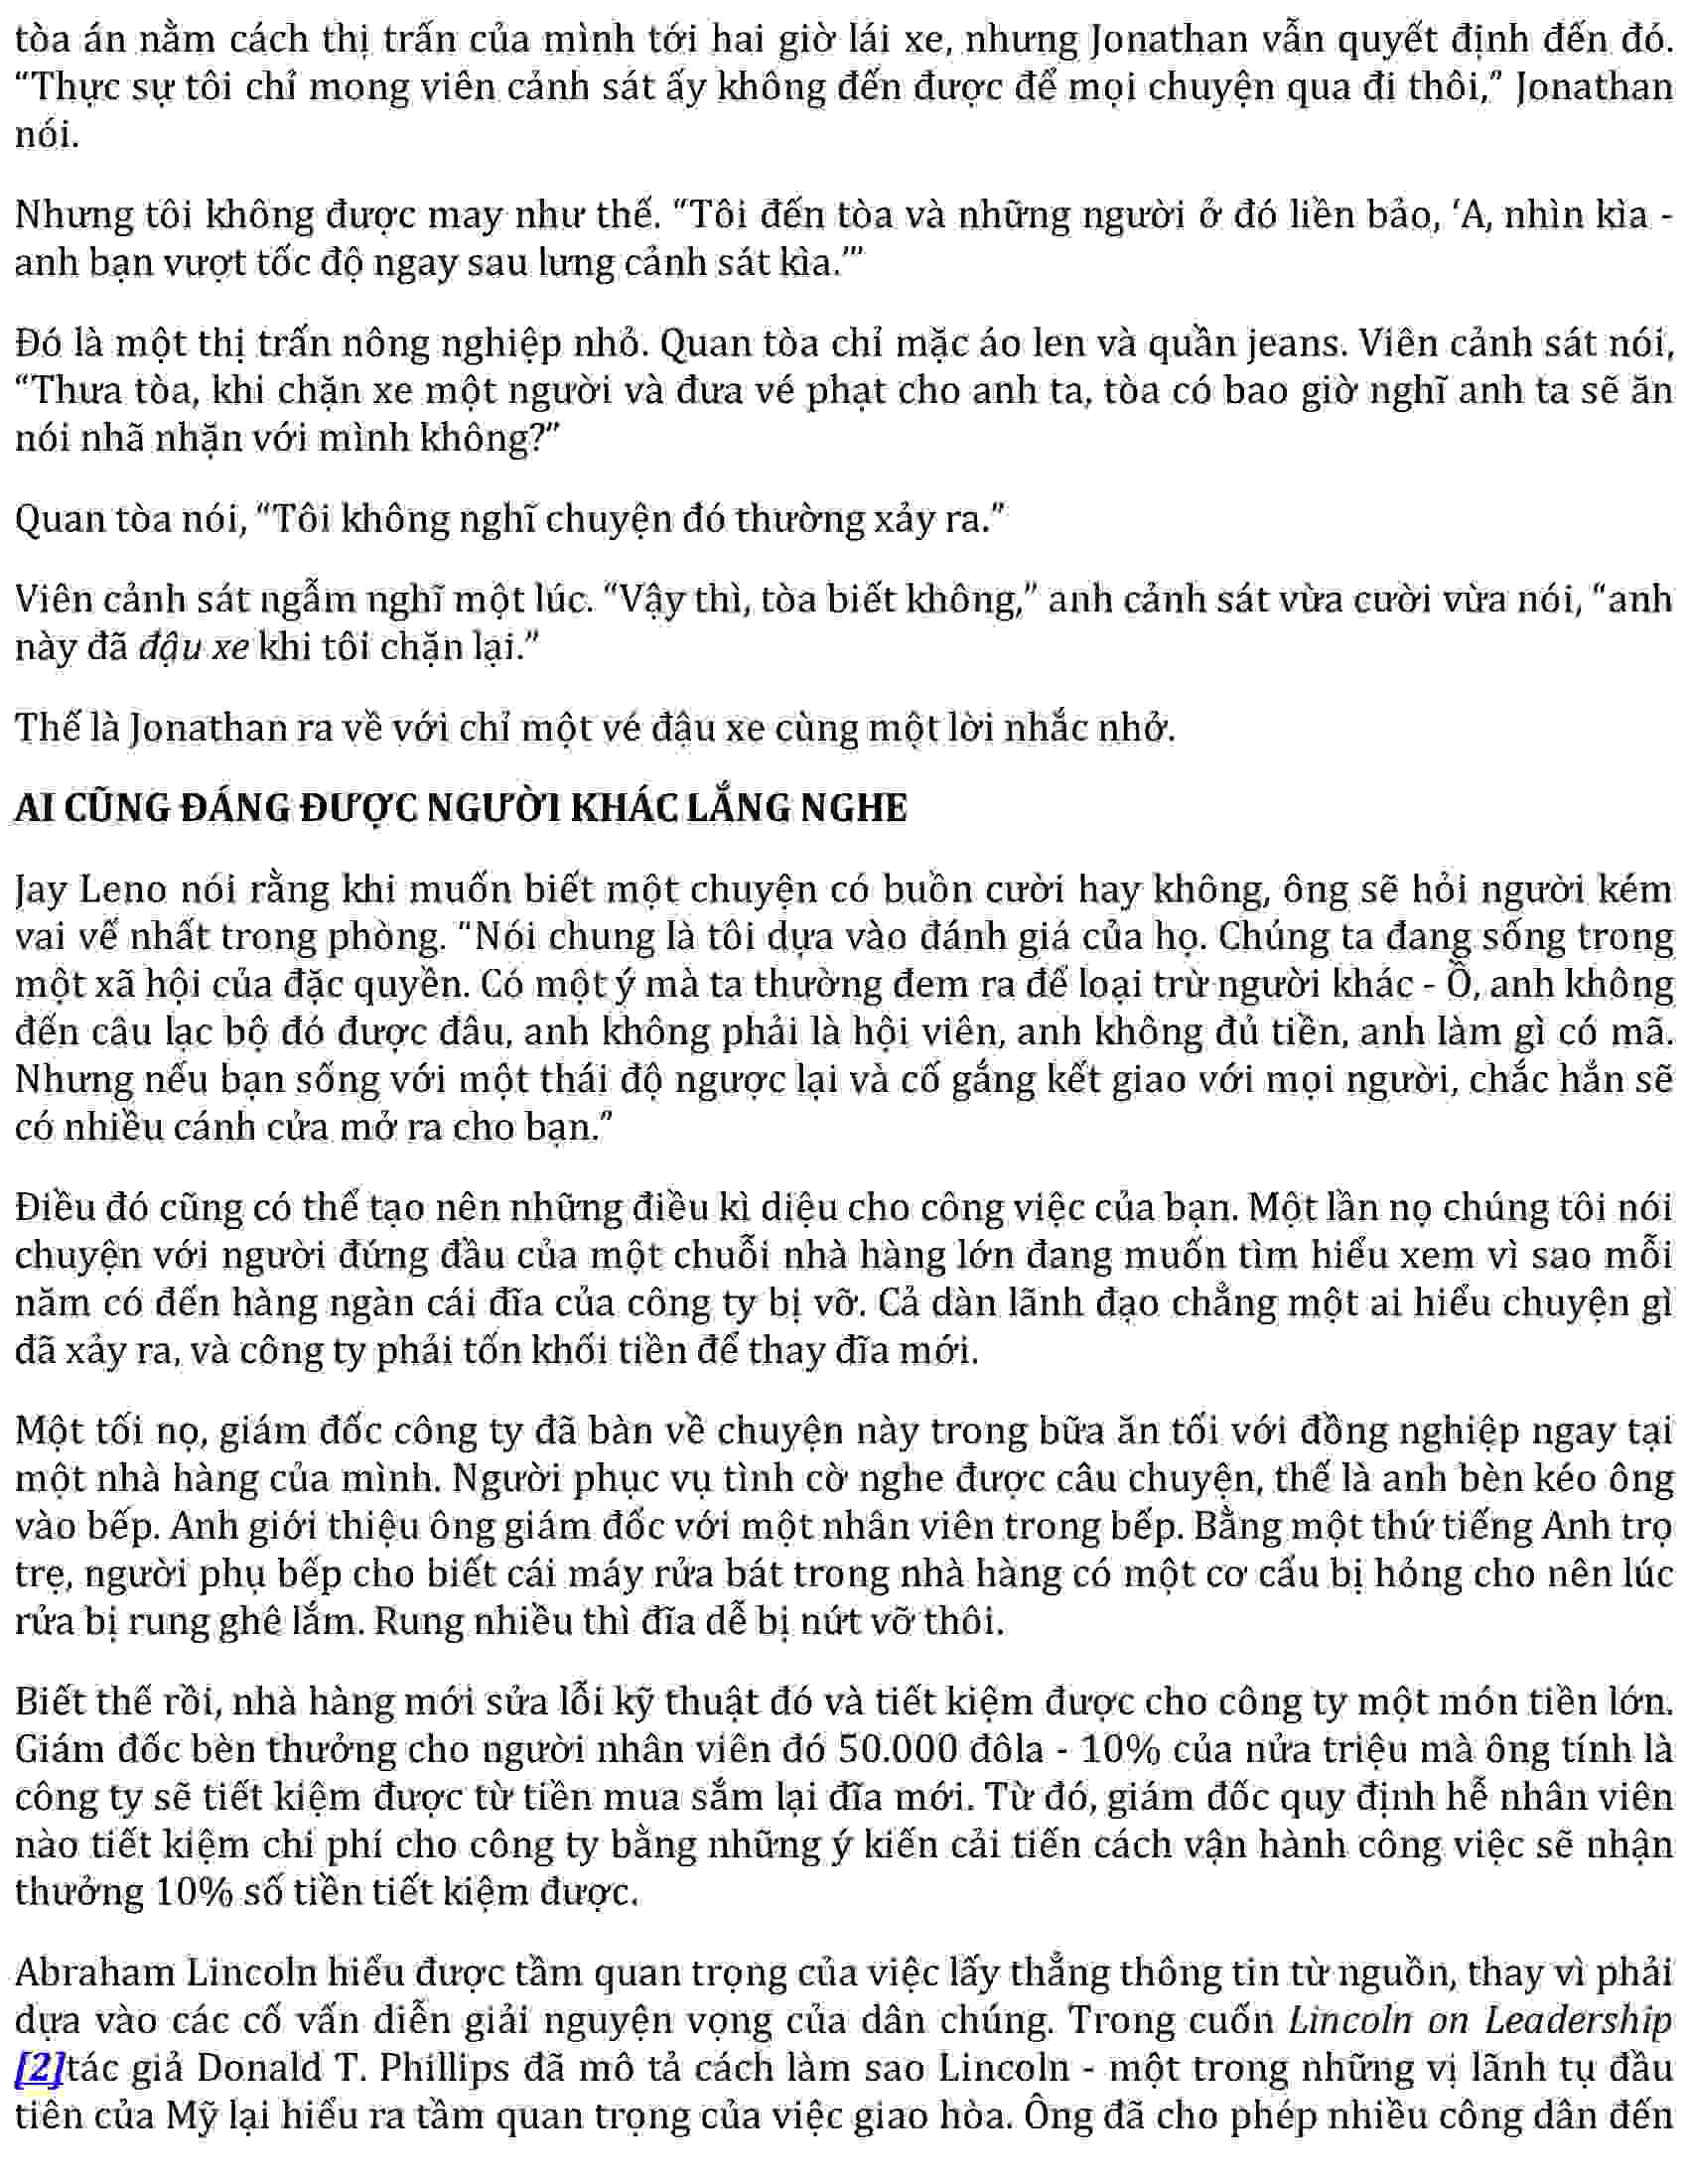 tòa án nằm cách thị trấn của mình tới hai giờ lái xe, nhưng Jonathan vẫn quyết định đến đó.
“Thực sự tôi chỉ mong viên cảnh sát ấy không đến được để mọi chuyện qua đi thôi,” Jonathan
nói.
Nhưng tôi không được may như thế. “Tôi đến tòa và những người ở đó liền bảo, ‘A, nhìn kìa -
anh bạn vượt tốc độ ngay sau lưng cảnh sát kìa.’”
Đó là một thị trấn nông nghiệp nhỏ. Quan tòa chỉ mặc áo len và quần jeans. Viên cảnh sát nói,
“Thưa tòa, khi chặn xe một người và đưa vé phạt cho anh ta, tòa có bao giờ nghĩ anh ta sẽ ăn
nói nhã nhặn với mình không?”
Quan tòa nói, “Tôi không nghĩ chuyện đó thường xảy ra.”
Viên cảnh sát ngẫm nghĩ một lúc. “Vậy thì, tòa biết không,” anh cảnh sát vừa cười vừa nói, “anh
này đã đậu xe khi tôi chặn lại.”
Thế là Jonathan ra về với chỉ một vé đậu xe cùng một lời nhắc nhở.
AI CŨNG ĐÁNG ĐƯỢC NGƯỜI KHÁC LẮNG NGHE
Jay Leno nói rằng khi muốn biết một chuyện có buồn cười hay không, ông sẽ hỏi người kém
vai vế nhất trong phòng. “Nói chung là tôi dựa vào đánh giá của họ. Chúng ta đang sống trong
một xã hội của đặc quyền. Có một ý mà ta thường đem ra để loại trừ người khác - Ồ, anh không
đến câu lạc bộ đó được đâu, anh không phải là hội viên, anh không đủ tiền, anh làm gì có mã.
Nhưng nếu bạn sống với một thái độ ngược lại và cố gắng kết giao với mọi người, chắc hẳn sẽ
có nhiều cánh cửa mở ra cho bạn.”
Điều đó cũng có thể tạo nên những điều kì diệu cho công việc của bạn. Một lần nọ chúng tôi nói
chuyện với người đứng đầu của một chuỗi nhà hàng lớn đang muốn tìm hiểu xem vì sao mỗi
năm có đến hàng ngàn cái đĩa của công ty bị vỡ. Cả dàn lãnh đạo chẳng một ai hiểu chuyện gì
đã xảy ra, và công ty phải tốn khối tiền để thay đĩa mới.
Một tối nọ, giám đốc công ty đã bàn về chuyện này trong bữa ăn tối với đồng nghiệp ngay tại
một nhà hàng của mình. Người phục vụ tình cờ nghe được câu chuyện, thế là anh bèn kéo ông
vào bếp. Anh giới thiệu ông giám đốc với một nhân viên trong bếp. Bằng một thứ tiếng Anh trọ
trẹ, người phụ bếp cho biết cái máy rửa bát trong nhà hàng có một cơ cấu bị hỏng cho nên lúc
rửa bị rung ghê lắm. Rung nhiều thì đĩa dễ bị nứt vỡ thôi.
Biết thế rồi, nhà hàng mới sửa lỗi kỹ thuật đó và tiết kiệm được cho công ty một món tiền lớn.
Giám đốc bèn thưởng cho người nhân viên đó 50.000 đôla - 10% của nửa triệu mà ông tính là
công ty sẽ tiết kiệm được từ tiền mua sắm lại đĩa mới. Từ đó, giám đốc quy định hễ nhân viên
nào tiết kiệm chi phí cho công ty bằng những ý kiến cải tiến cách vận hành công việc sẽ nhận
thưởng 10% số tiền tiết kiệm được.
Abraham Lincoln hiểu được tầm quan trọng của việc lấy thẳng thông tin từ nguồn, thay vì phải
dựa vào các cố vấn diễn giải nguyện vọng của dân chúng. Trong cuốn Lincoln on Leadership
[2]tác giả Donald T. Phillips đã mô tả cách làm sao Lincoln - một trong những vị lãnh tụ đầu
tiên của Mỹ lại hiểu ra tầm quan trọng của việc giao hòa. Ông đã cho phép nhiều công dân đến